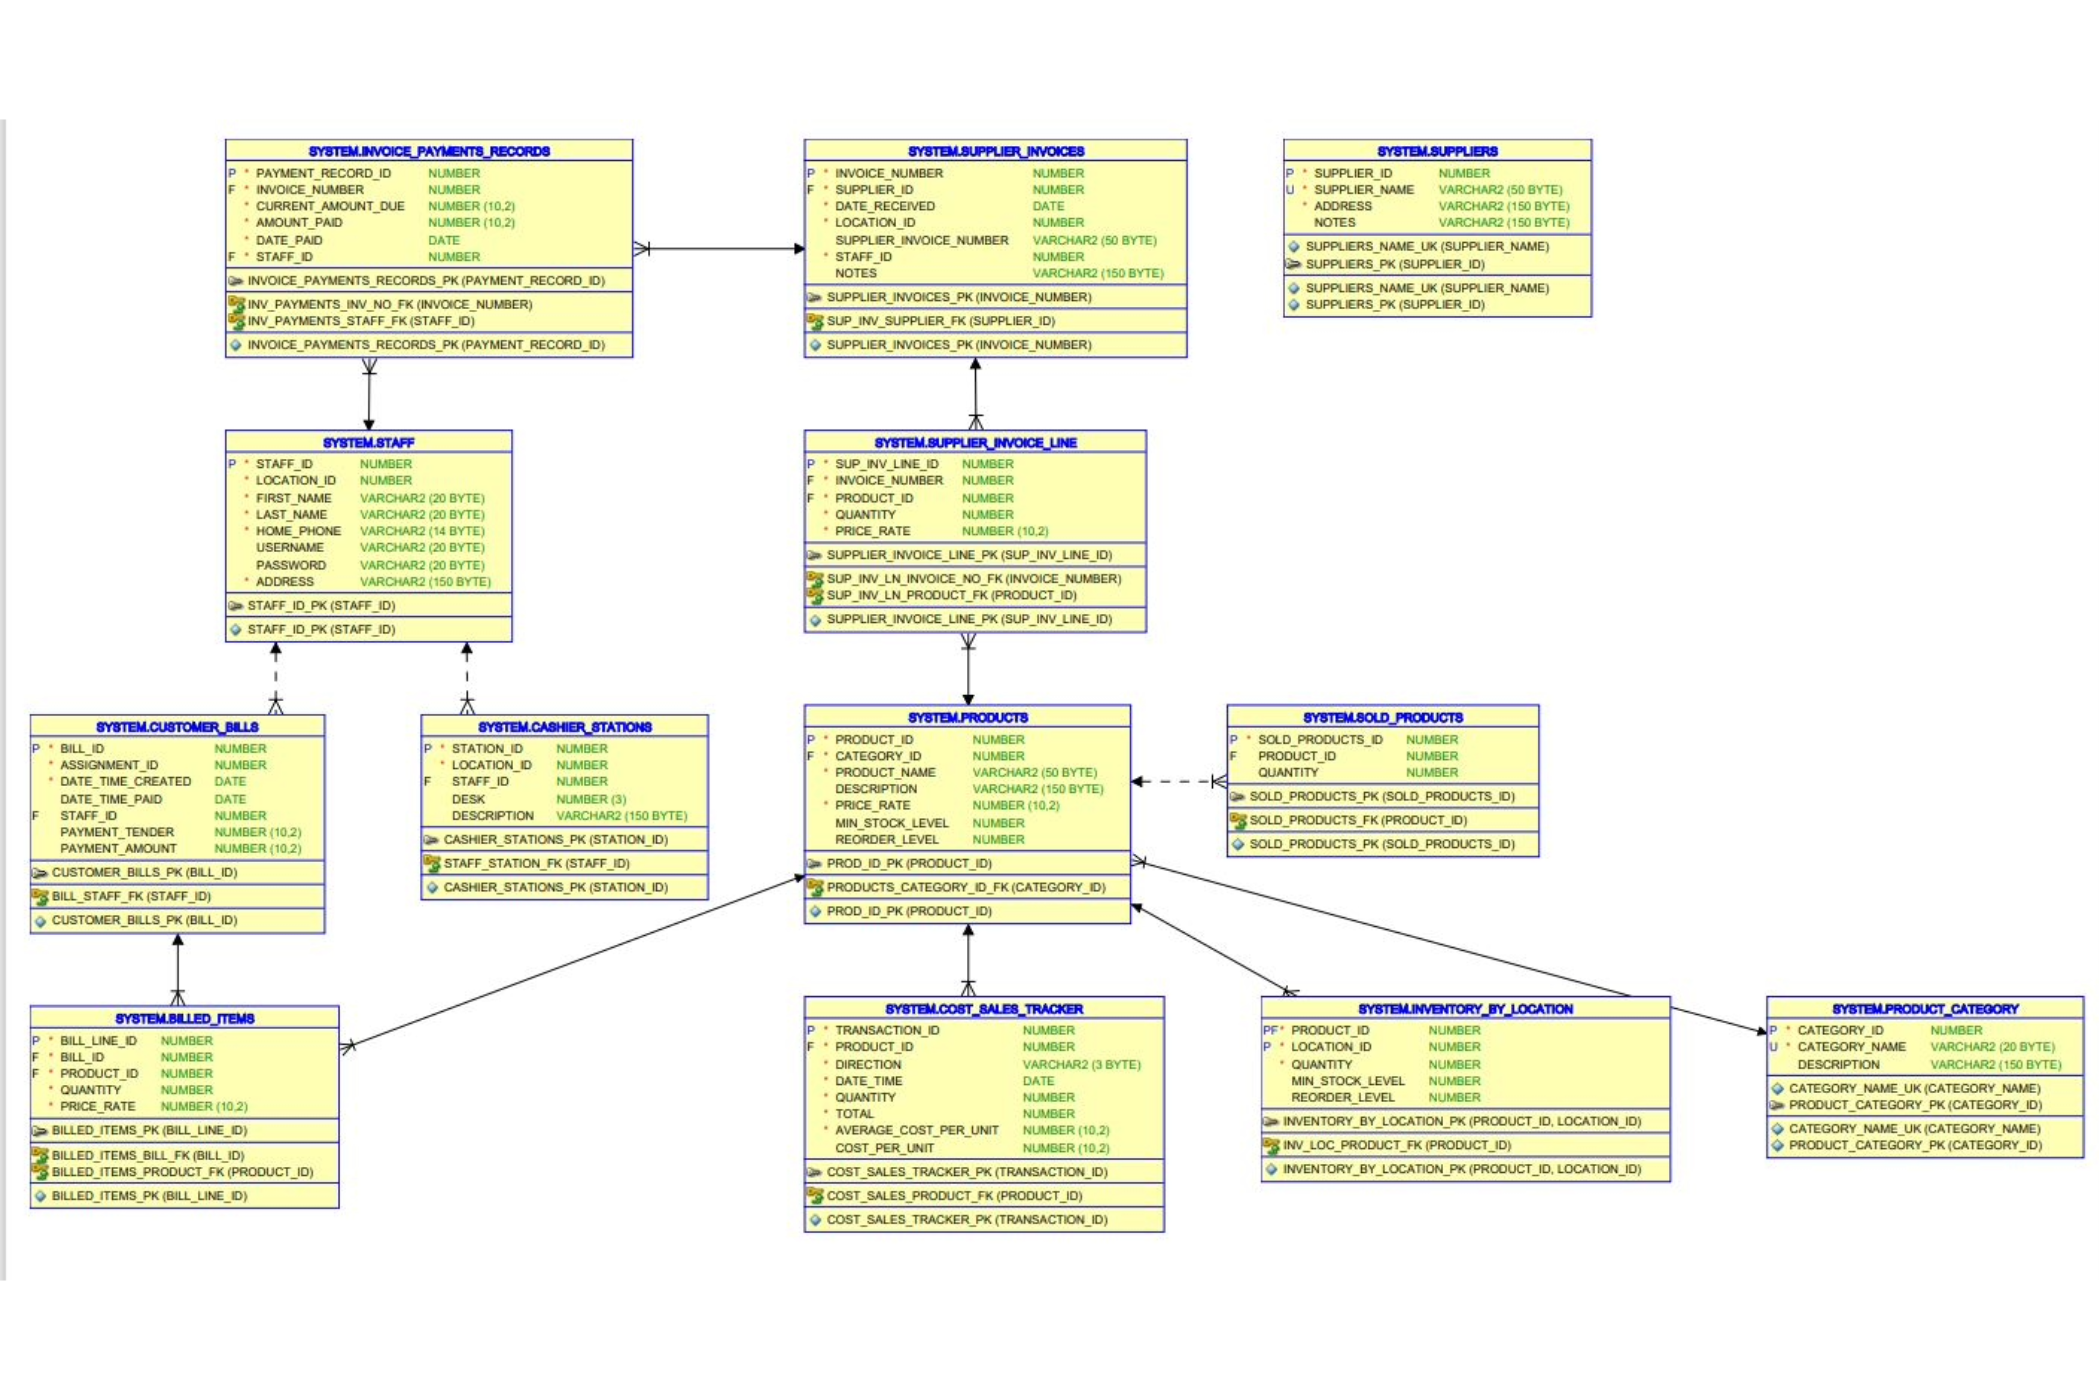 SYSTEM.INVOICE_PAYMENTS_RECORDS
P * PAYMENT_RECORD_ID NUMBER
F * INVOICE_NUMBER NUMBER
* CURRENT_AMOUNT_DUE NUMBER (10,2)
* AMOUNT_PAID NUMBER (10,2)
* DATE_PAID DATE
F * STAFF_ID NUMBER
INVOICE_PAYMENTS_RECORDS_PK (PAYMENT_RECORD_ID)
INV_PAYMENTS_INV_NO_FK (INVOICE_NUMBER)
INV_PAYMENTS_STAFF_FK (STAFF_ID)
INVOICE_PAYMENTS_RECORDS_PK (PAYMENT_RECORD_ID)
SYSTEM.SUPPLIER_INVOICES
P * INVOICE_NUMBER NUMBER
F * SUPPLIER_ID NUMBER
* DATE_RECEIVED DATE
* LOCATION_ID NUMBER
SUPPLIER_INVOICE_NUMBER VARCHAR2 (50 BYTE)
* STAFF_ID NUMBER
NOTES VARCHAR2 (150 BYTE)
SUPPLIER_INVOICES_PK (INVOICE_NUMBER)
SUP_INV_SUPPLIER_FK (SUPPLIER_ID)
SUPPLIER_INVOICES_PK (INVOICE_NUMBER)
SYSTEM.SUPPLIERS
P * SUPPLIER_ID NUMBER
U * SUPPLIER_NAME VARCHAR2 (50 BYTE)
* ADDRESS VARCHAR2 (150 BYTE)
NOTES VARCHAR2 (150 BYTE)
SUPPLIERS_NAME_UK (SUPPLIER_NAME)
SUPPLIERS_PK (SUPPLIER_ID)
SUPPLIERS_NAME_UK (SUPPLIER_NAME)
SUPPLIERS_PK (SUPPLIER_ID)
SYSTEM.STAFF
P * STAFF_ID NUMBER
* LOCATION_ID NUMBER
* FIRST_NAME VARCHAR2 (20 BYTE)
* LAST_NAME VARCHAR2 (20 BYTE)
* HOME_PHONE VARCHAR2 (14 BYTE)
USERNAME VARCHAR2 (20 BYTE)
PASSWORD VARCHAR2 (20 BYTE)
* ADDRESS VARCHAR2 (150 BYTE)
STAFF_ID_PK (STAFF_ID)
STAFF_ID_PK (STAFF_ID)
SYSTEM.SUPPLIER_INVOICE_LINE
P * SUP_INV_LINE_ID NUMBER
F * INVOICE_NUMBER NUMBER
F * PRODUCT_ID NUMBER
* QUANTITY NUMBER
* PRICE_RATE NUMBER (10,2)
SUPPLIER_INVOICE_LINE_PK (SUP_INV_LINE_ID)
SUP_INV_LN_INVOICE_NO_FK (INVOICE_NUMBER)
SUP_INV_LN_PRODUCT_FK (PRODUCT_ID)
SUPPLIER_INVOICE_LINE_PK (SUP_INV_LINE_ID)
SYSTEM.CUSTOMER_BILLS
P * BILL_ID NUMBER
* ASSIGNMENT_ID NUMBER
* DATE_TIME_CREATED DATE
DATE_TIME_PAID DATE
F STAFF_ID NUMBER
PAYMENT_TENDER NUMBER (10,2)
PAYMENT_AMOUNT NUMBER (10,2)
CUSTOMER_BILLS_PK (BILL_ID)
BILL_STAFF_FK (STAFF_ID)
CUSTOMER_BILLS_PK (BILL_ID)
SYSTEM.CASHIER_STATIONS
P * STATION_ID NUMBER
* LOCATION_ID NUMBER
F STAFF_ID NUMBER
DESK NUMBER (3)
DESCRIPTION VARCHAR2 (150 BYTE)
CASHIER_STATIONS_PK (STATION_ID)
STAFF_STATION_FK (STAFF_ID)
CASHIER_STATIONS_PK (STATION_ID)
SYSTEM.PRODUCTS
P * PRODUCT_ID NUMBER
F * CATEGORY_ID NUMBER
* PRODUCT_NAME VARCHAR2 (50 BYTE)
DESCRIPTION VARCHAR2 (150 BYTE)
* PRICE_RATE NUMBER (10,2)
MIN_STOCK_LEVEL NUMBER
REORDER_LEVEL NUMBER
PROD_ID_PK (PRODUCT_ID)
PRODUCTS_CATEGORY_ID_FK (CATEGORY_ID)
PROD_ID_PK (PRODUCT_ID)
SYSTEM.SOLD_PRODUCTS
P * SOLD_PRODUCTS_ID NUMBER
F PRODUCT_ID NUMBER
QUANTITY NUMBER
SOLD_PRODUCTS_PK (SOLD_PRODUCTS_ID)
SOLD_PRODUCTS_FK (PRODUCT_ID)
SOLD_PRODUCTS_PK (SOLD_PRODUCTS_ID)
SYSTEM.BILLED_ITEMS
P * BILL_LINE_ID NUMBER
F * BILL_ID NUMBER
F * PRODUCT_ID NUMBER
* QUANTITY NUMBER
* PRICE_RATE NUMBER (10,2)
BILLED_ITEMS_PK (BILL_LINE_ID)
BILLED_ITEMS_BILL_FK (BILL_ID)
BILLED_ITEMS_PRODUCT_FK (PRODUCT_ID)
BILLED_ITEMS_PK (BILL_LINE_ID)
SYSTEM.COST_SALES_TRACKER
P * TRANSACTION_ID NUMBER
F * PRODUCT_ID NUMBER
* DIRECTION VARCHAR2 (3 BYTE)
* DATE_TIME DATE
* QUANTITY NUMBER
* TOTAL NUMBER
* AVERAGE_COST_PER_UNIT NUMBER (10,2)
COST_PER_UNIT NUMBER (10,2)
COST_SALES_TRACKER_PK (TRANSACTION_ID)
COST_SALES_PRODUCT_FK (PRODUCT_ID)
COST_SALES_TRACKER_PK (TRANSACTION_ID)
SYSTEM.INVENTORY_BY_LOCATION
PF* PRODUCT_ID NUMBER
P * LOCATION_ID NUMBER
* QUANTITY NUMBER
MIN_STOCK_LEVEL NUMBER
REORDER_LEVEL NUMBER
INVENTORY_BY_LOCATION_PK (PRODUCT_ID, LOCATION_ID)
INV_LOC_PRODUCT_FK (PRODUCT_ID)
INVENTORY_BY_LOCATION_PK (PRODUCT_ID, LOCATION_ID)
SYSTEM.PRODUCT_CATEGORY
P * CATEGORY_ID NUMBER
U * CATEGORY_NAME VARCHAR2 (20 BYTE)
DESCRIPTION VARCHAR2 (150 BYTE)
CATEGORY_NAME_UK (CATEGORY_NAME)
PRODUCT_CATEGORY_PK (CATEGORY_ID)
CATEGORY_NAME_UK (CATEGORY_NAME)
PRODUCT_CATEGORY_PK (CATEGORY_ID)